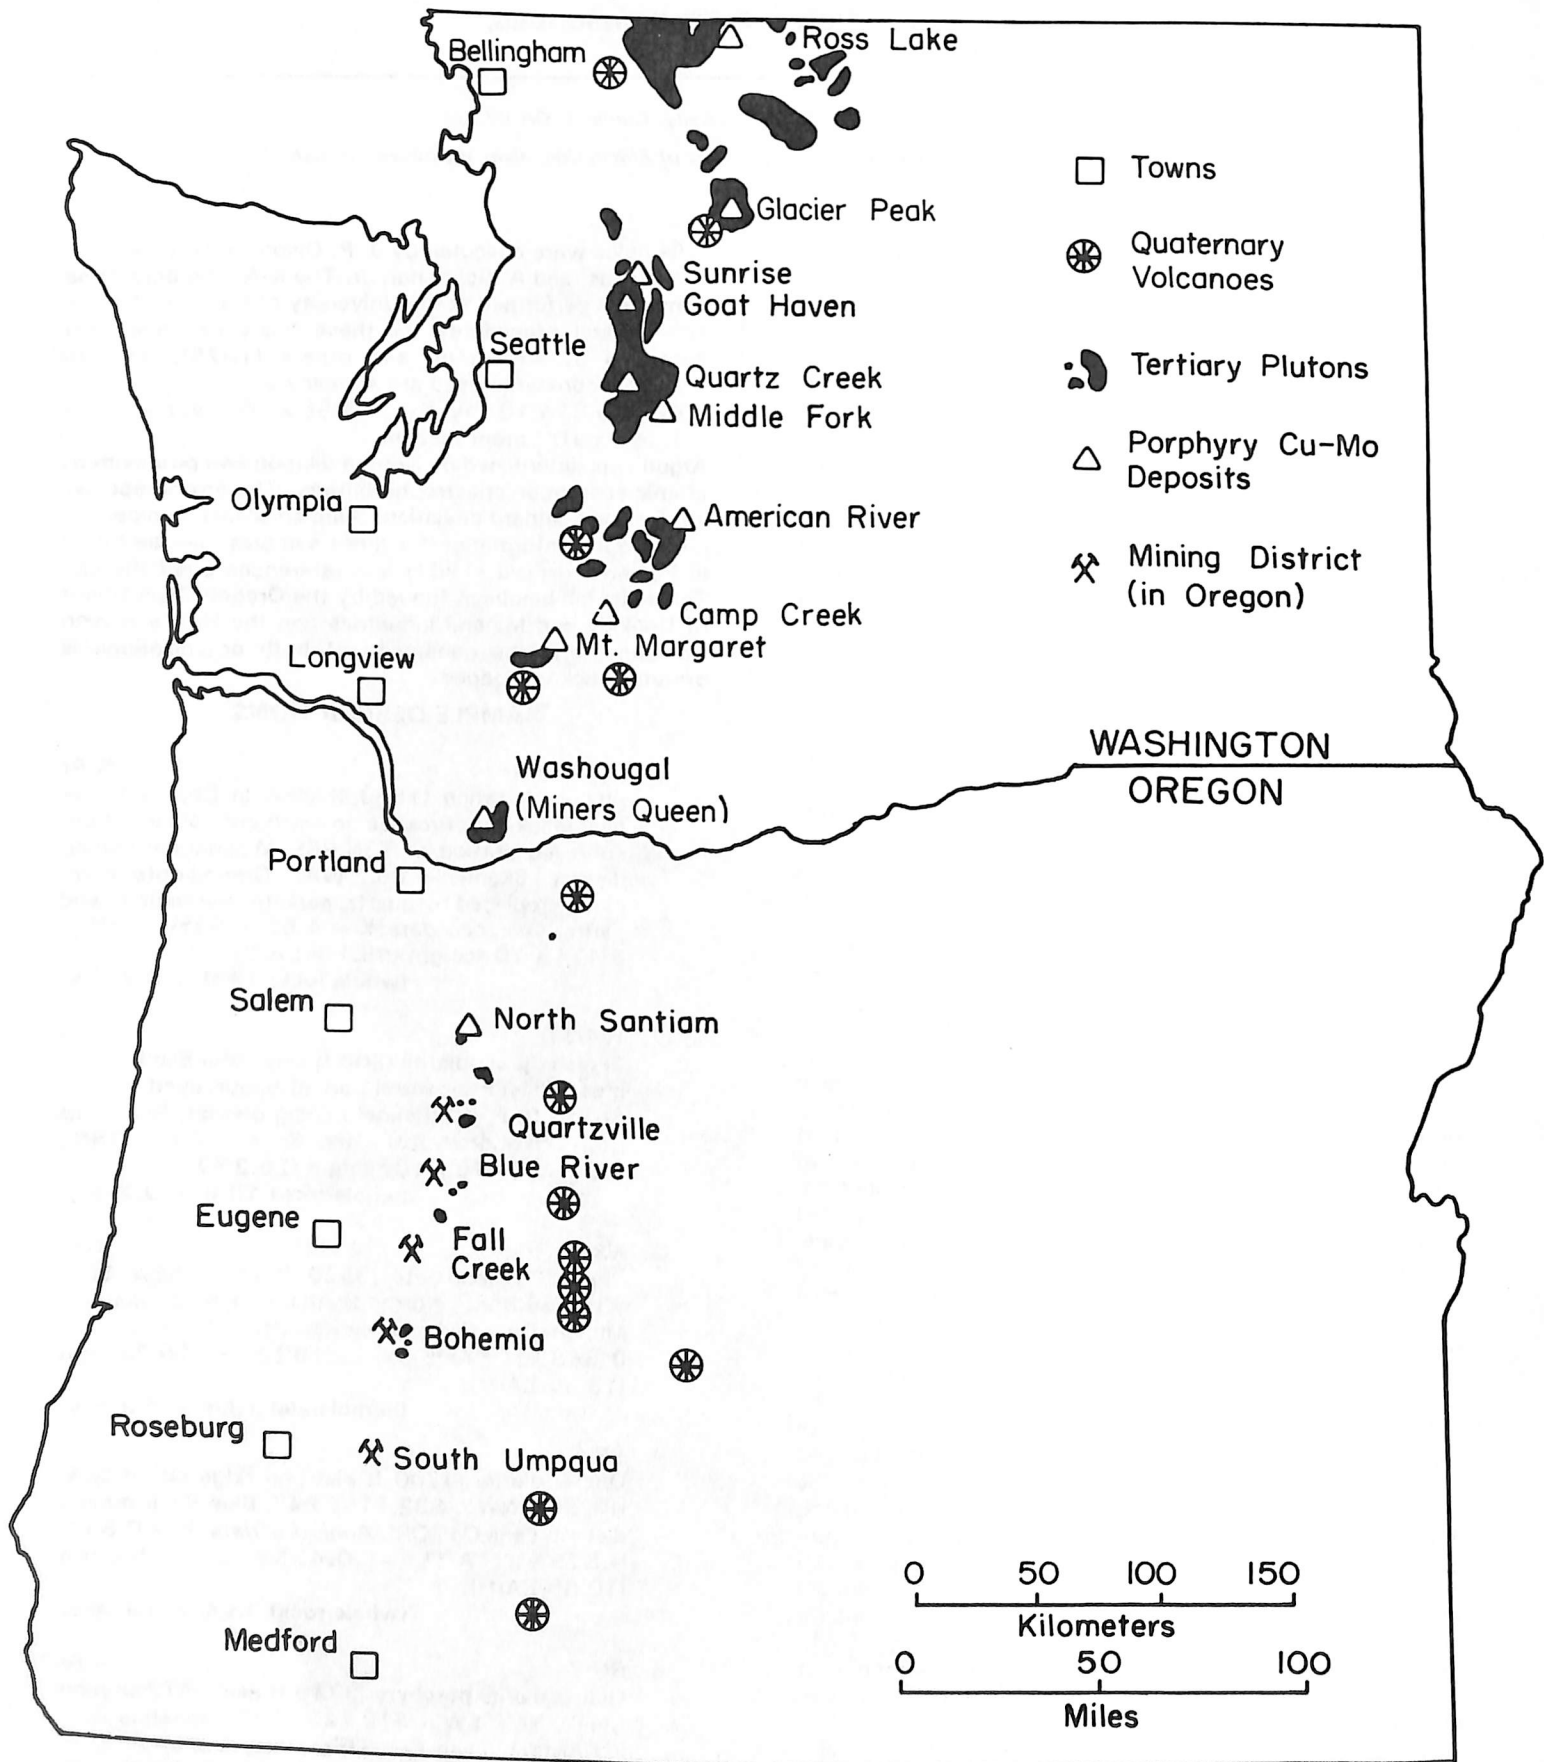 Bellingham
Ross Lake
Glacier Peak
Sunrise
Goat Haven
Seattle
Quartz Creek
Middle Fork
Olympia
American River
Camp Creek
Mt. Margaret
Longview
WASHINGTON
OREGON
Washougal
(Miners Queen)
Portland
Salem
North Santiam
Quartzville
Blue River
Eugene
Fall
Creek
Bohemia
Roseburg
South Umpqua
Medford
Towns
Quaternary
Volcanoes
Tertiary Plutons
Porphyry Cu-Mo
Deposits
Mining District
(in Oregon)
0 50 100 150
Kilometers
0 50 100
Miles